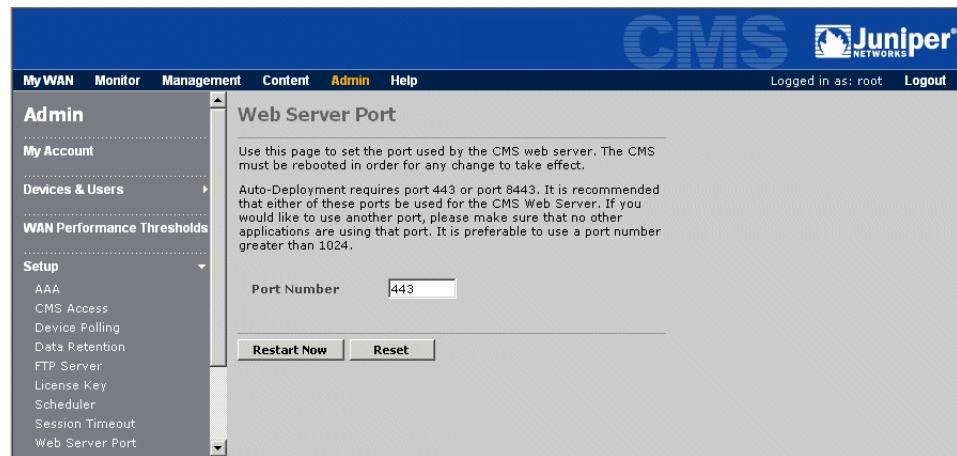 CMS
Juniper®
NETWORKS
My WAN Monitor Management Content Admin Help Logged in as: root Logout
Admin
My Account
Devices & Users
WAN Performance Thresholds
Setup
AAA
CMS Access
Device Polling
Data Retention
FTP Server
License Key
Scheduler
Session Timeout
Web Server Port
Web Server Port
Use this page to set the port used by the CMS web server. The CMS
must be rebooted in order for any change to take effect.
Auto-Deployment requires port 443 or port 8443. It is recommended
that either of these ports be used for the CMS Web Server. If you
would like to use another port, please make sure that no other
applications are using that port. It is preferable to use a port number
greater than 1024.
Port Number 443
Restart Now Reset